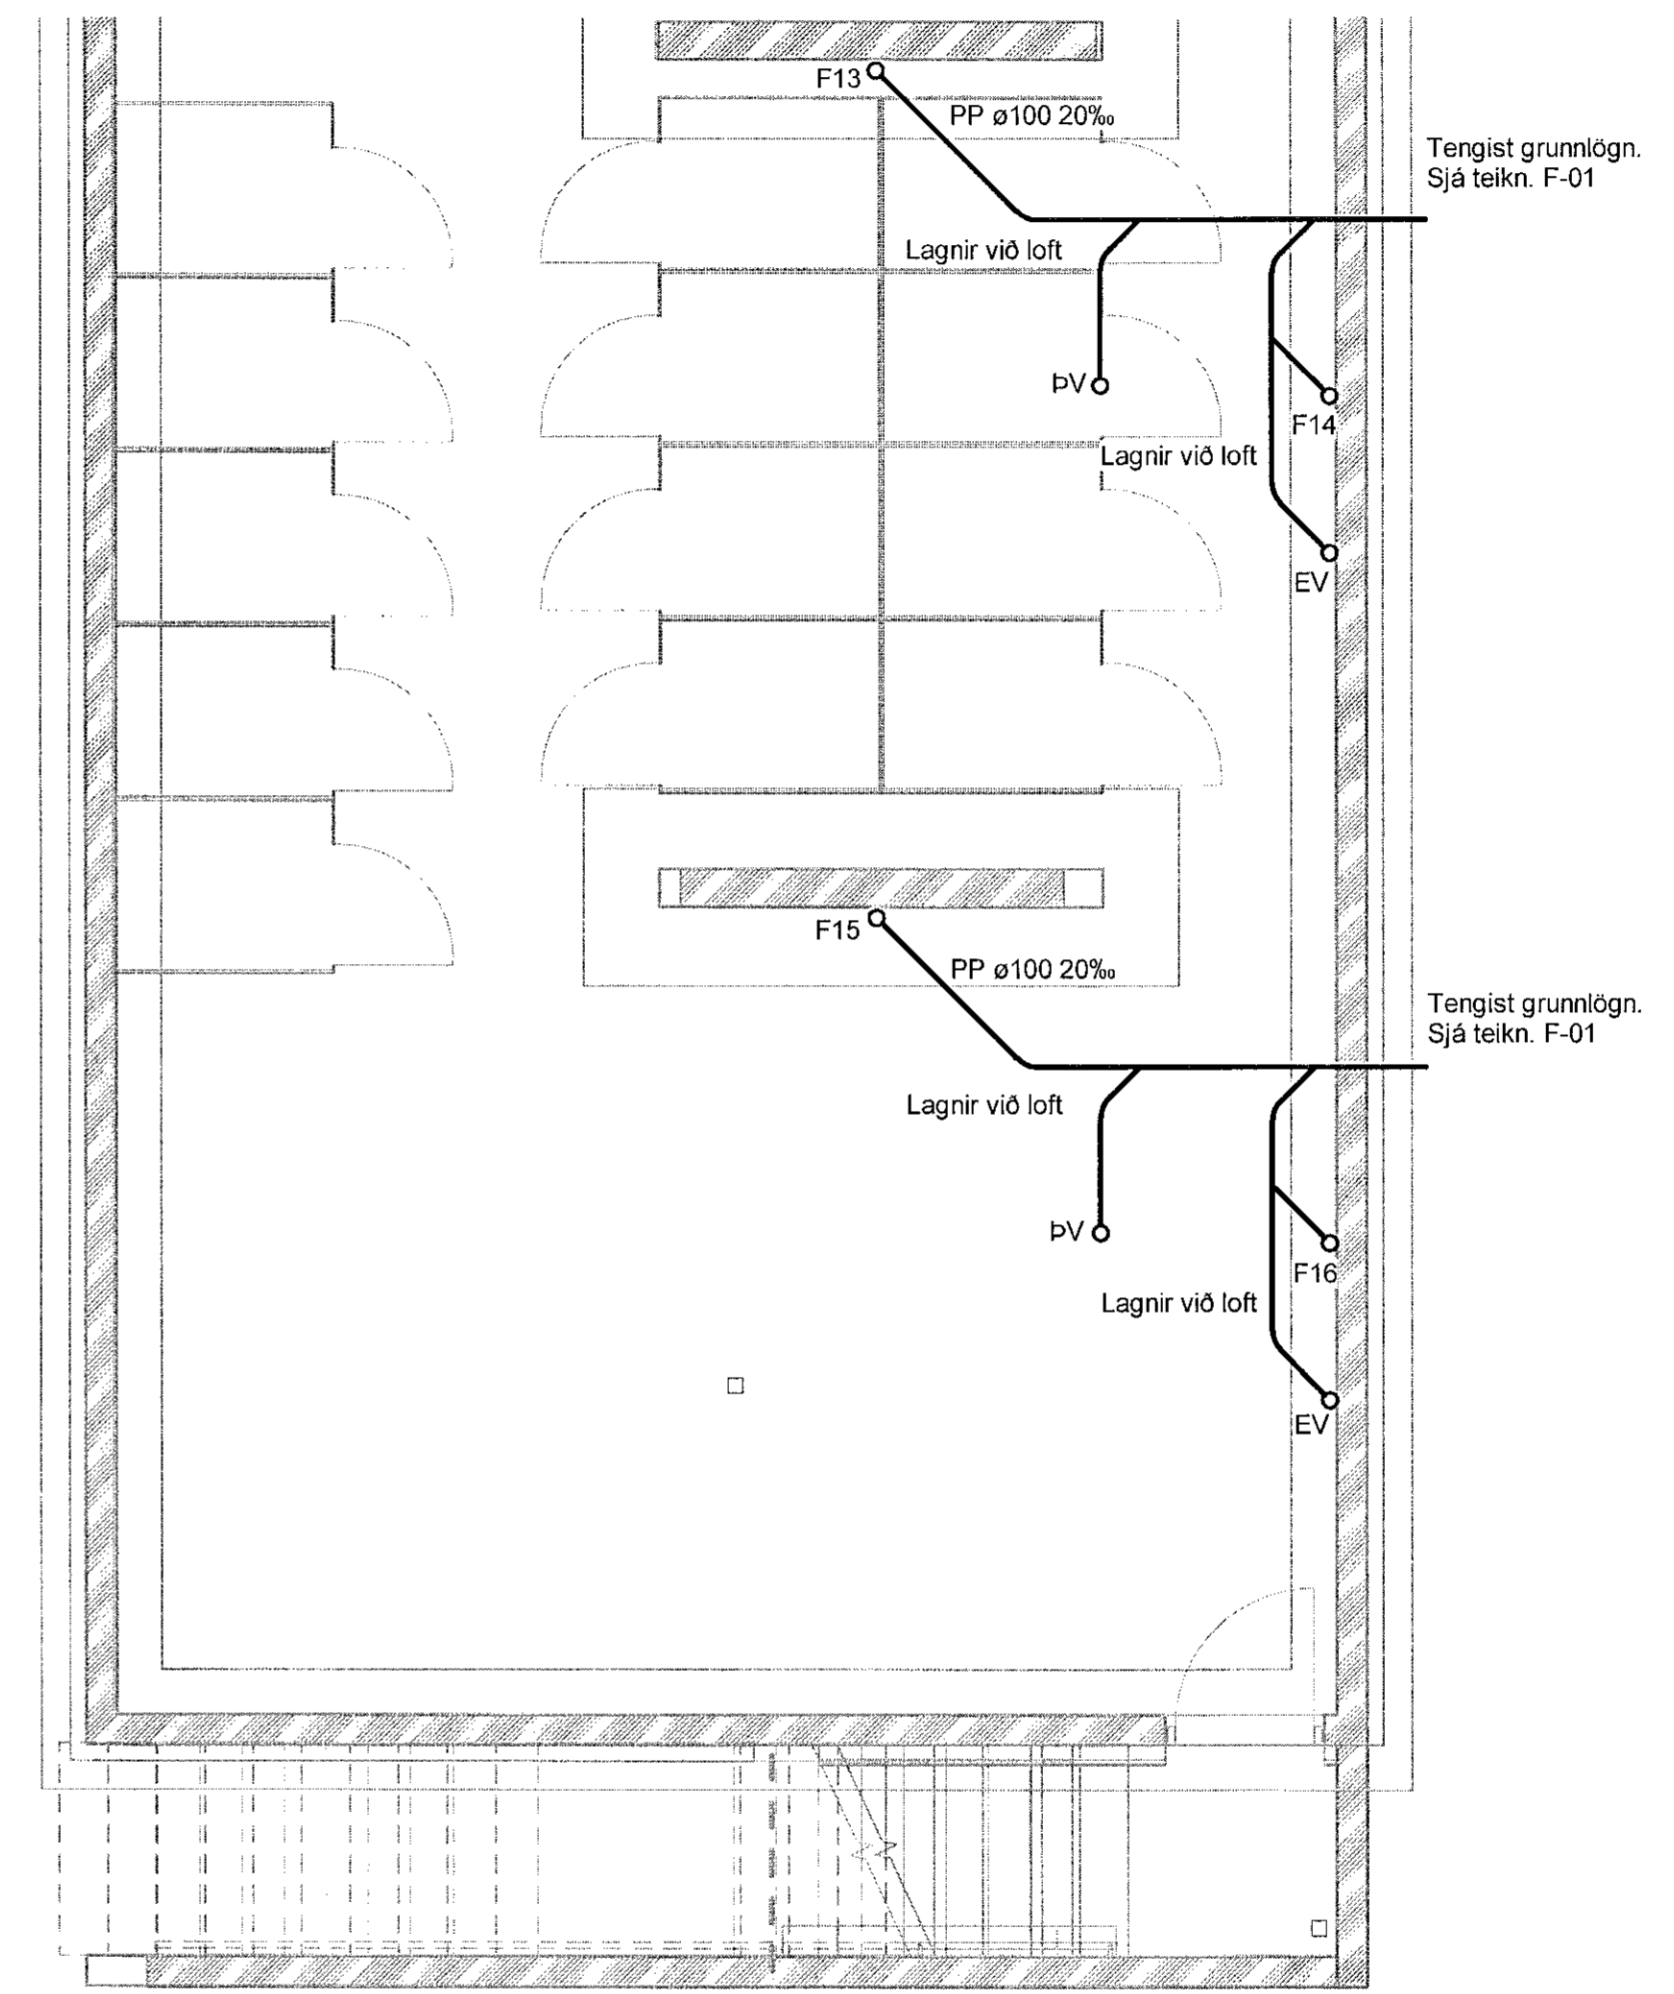 F13
PP ø100 20‰
Tengist grunnlögn.
Sjá teikn. F-01
Lagnir við loft
ÞV
F14
Lagnir við loft
EV
F15
PP ø100 20‰
Tengist grunnlögn.
Sjá teikn. F-01
Lagnir við loft
ÞV
F16
Lagnir við loft
EV